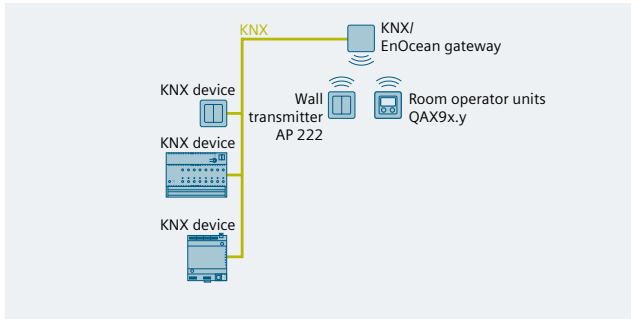 KNX
KNX/
EnOcean gateway
KNX device
Wall
transmitter
AP 222
Room operator units
QAX9x.y
KNX device
KNX device